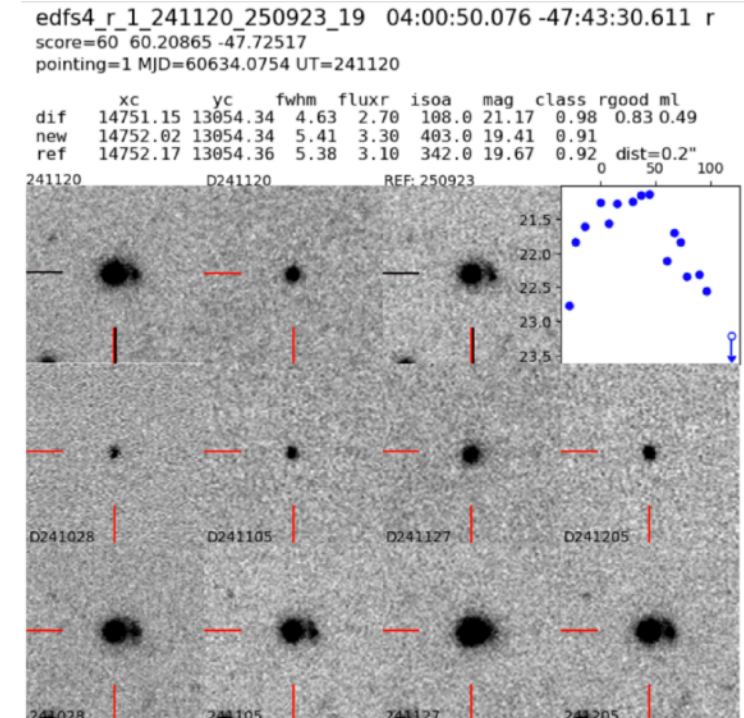 edfs4_r_1_241120_250923_19 04:00:50.076 -47:43:30.611 r
score=60 60.20865 -47.72517
pointing=1 MJD=60634.0754 UT=241120
xc yc fwhm fluxr isoa mag class rgood ml
dif 14751.15 13054.34 4.63 2.70 108.0 21.17 0.98 0.83 0.49
new 14752.02 13054.34 5.41 3.30 403.0 19.41 0.91
ref 14752.17 13054.36 5.38 3.10 342.0 19.67 0.92 dist=0.2"
241120 D241120 REF: 250923 0 50 100
21.5
22.0
22.5
23.0
23.5
D241028 D241105 D241127 D241205
241028 241105 241127 241205